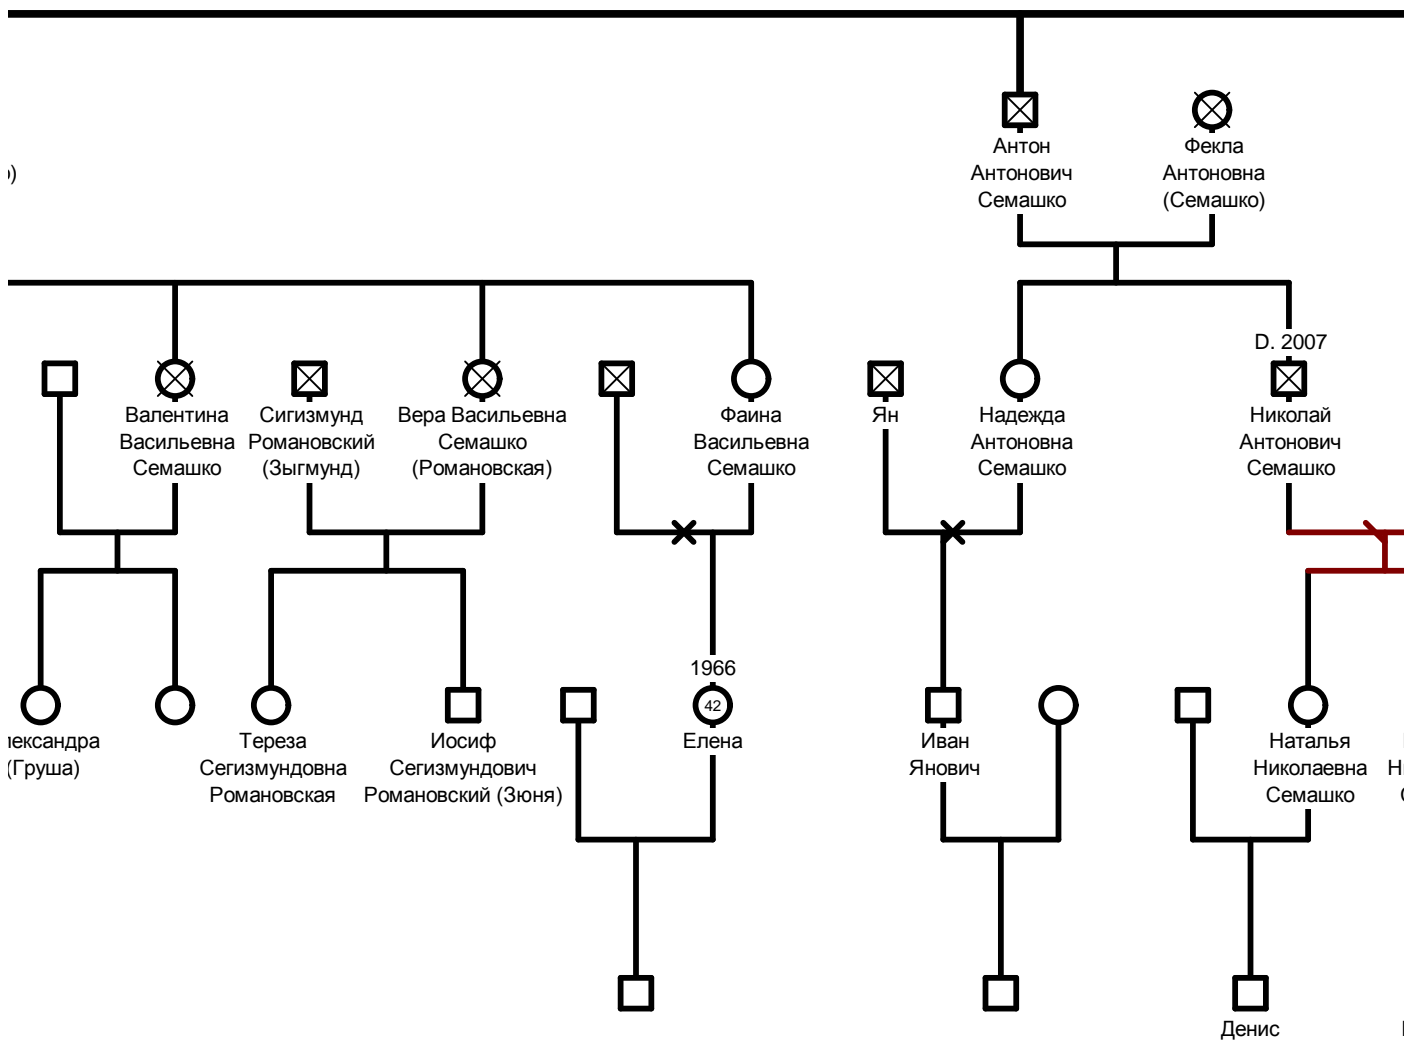 Антон
Антонович
Семашко
Фекла
Антоновна
(Семашко)
D. 2007
Валентина
Васильевна
Семашко
Сигизмунд
Романовский
(Зыгмунд)
Вера Васильевна
Семашко
(Романовская)
Фаина
Васильевна
Семашко
Ян
Надежда
Антоновна
Семашко
Николай
Антонович
Семашко
1966
42
(Груша)
Тереза
Сегизмундовна
Романовская
Иосиф
Сегизмундович
Романовский (Зюня)
Елена
Иван
Янович
Наталья
Николаевна
Семашко
Денис